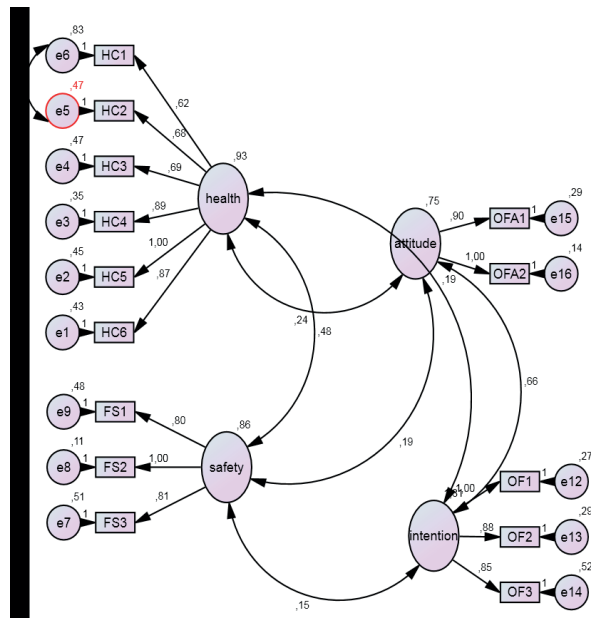 ,83
e6 1 HC1
,47
e5 1 HC2
,47
e4 1 HC3
,35
e3 1 HC4
,45
e2 1 HC5
,43
e1 1 HC6
,62
,68
,69
,89
1,00
,87
,93
health
,75
attitude
,90
1,00
OFA1 1 e15
,29
OFA2 1 e16
,14
,19
,24
,48
,66
,19
,48
e9 1 FS1
,11
e8 1 FS2
,51
e7 1 FS3
,80
1,00
,81
,86
safety
,15
intention
1,00
,88
,85
OF1 1 e12
,27
OF2 1 e13
,29
OF3 1 e14
,52